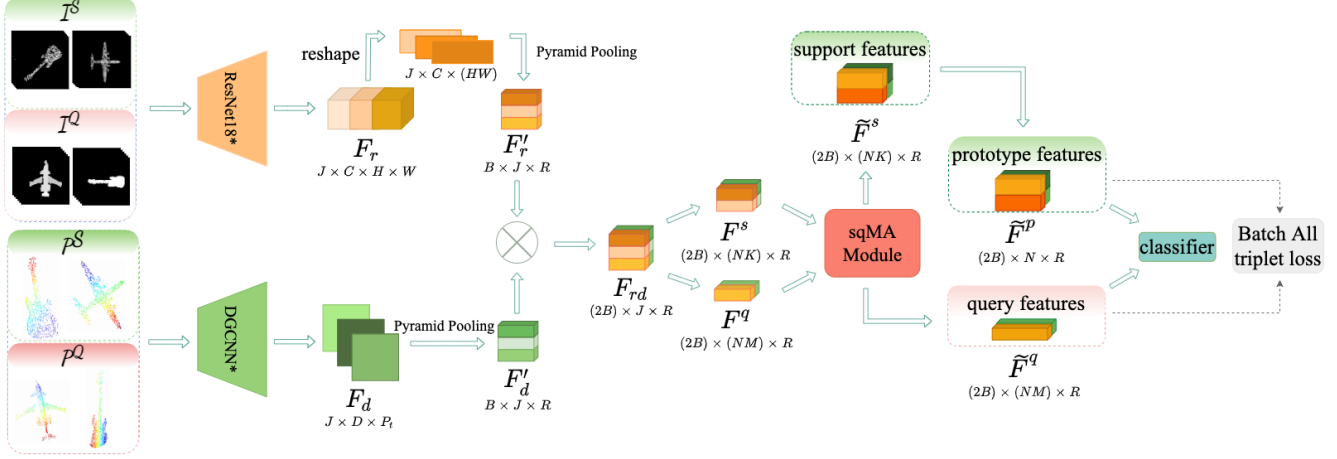 I^S
I^Q
ResNet18*
reshape
F_r
J × C × H × W
J × C × (HW)
Pyramid Pooling
F'_r
B × J × R
P^S
P^Q
DGCNN*
F_d
J × D × P_t
Pyramid Pooling
F'_d
B × J × R
F_rd
(2B) × J × R
F^s
(2B) × (NK) × R
F^q
(2B) × (NM) × R
sqMA
Module
support features
F̃^s
(2B) × (NK) × R
prototype features
F̃^p
(2B) × N × R
query features
F̃^q
(2B) × (NM) × R
classifier
Batch All
triplet loss